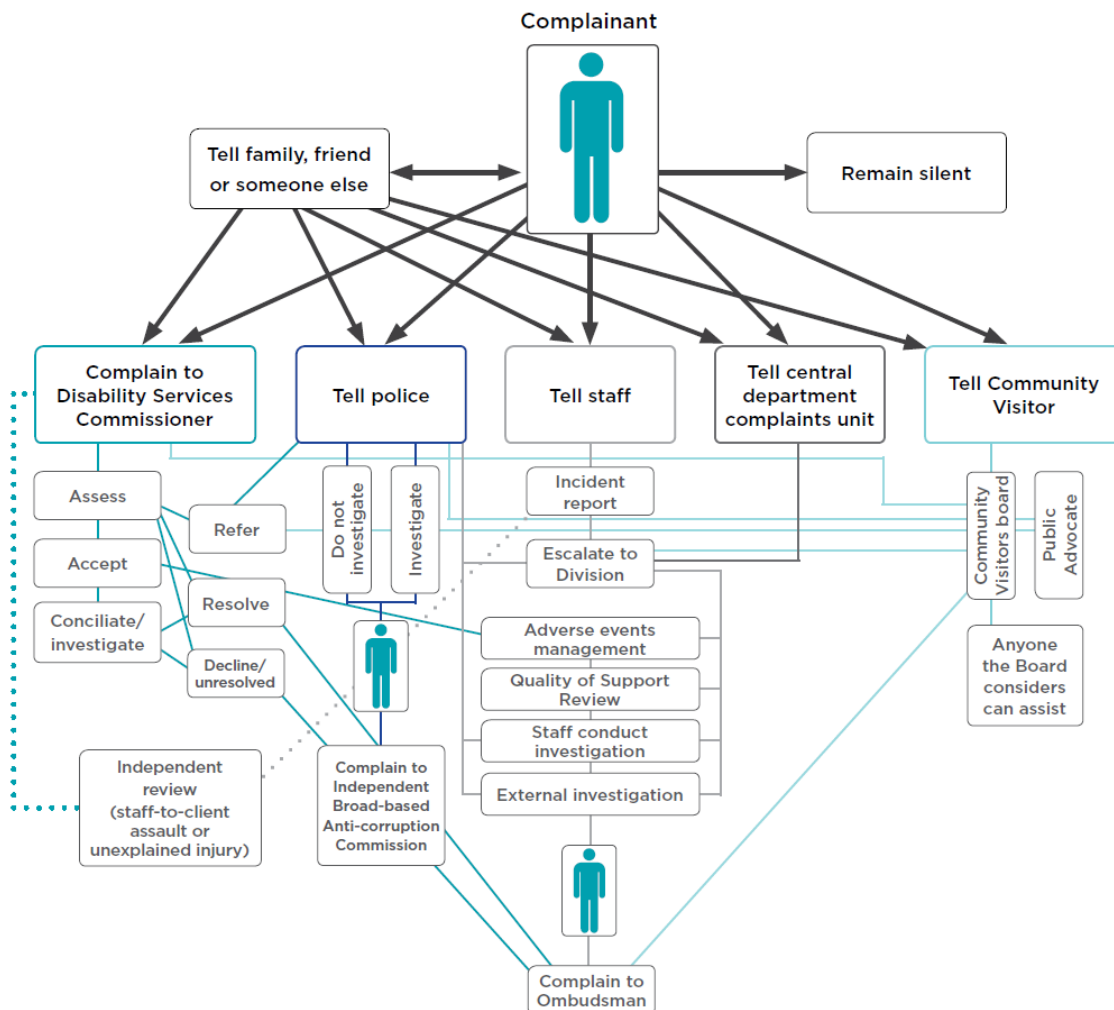 Complainant
Tell family, friend
or someone else
Remain silent
Complain to
Disability Services
Commissioner
Tell police
Tell staff
Tell central
department
complaints unit
Tell Community
Visitor
Assess
Refer
Accept
Resolve
Conciliate/
investigate
Decline/
unresolved
Independent
review
(staff-to-client
assault or
unexplained injury)
Do not
investigate
Investigate
Complain to
Independent
Broad-based
Anti-corruption
Commission
Incident
report
Escalate to
Division
Adverse events
management
Quality of Support
Review
Staff conduct
investigation
External investigation
Complain to
Ombudsman
Community
Visitors board
Public
Advocate
Anyone
the Board
considers
can assist